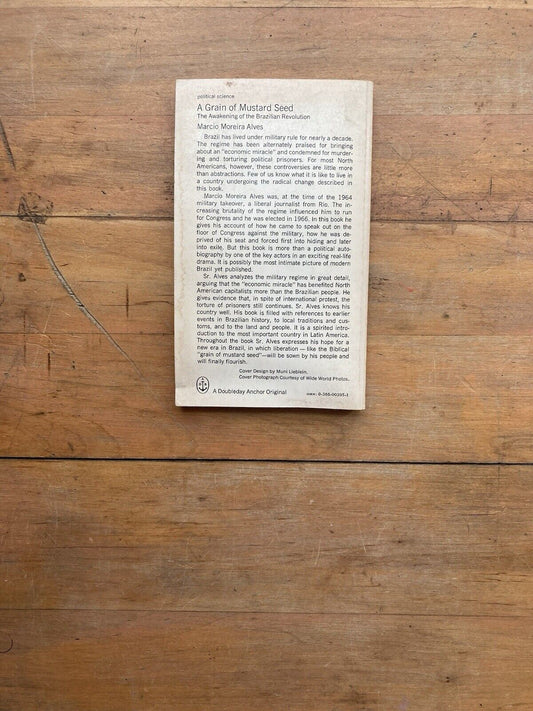 political science
A Grain of Mustard Seed
The Awakening of the Brazilian Revolution
Marcio Moreira Alves
Brazil has lived under military rule for nearly a decade.
The regime has been alternately praised for bringing
about an "economic miracle" and condemned for murder-
ing and torturing political prisoners. For most North
Americans, however, these controversies are little more
than abstractions. Few of us know what it is like to live in
a country undergoing the radical change described in
this book.
Marcio Moreira Alves was, at the time of the 1964
military takeover, a liberal journalist from Rio. The in-
creasing brutality of the regime influenced him to run
for Congress and he was elected in 1966. In this book he
gives his account of how he came to speak out on the
floor of Congress against the military, how he was de-
prived of his seat and forced first into hiding and later
into exile. But this book is more than a political auto-
biography by one of the key actors in an exciting real-life
drama. It is possibly the most intimate picture of modern
Brazil yet published.
Sr. Alves analyzes the military regime in great detail,
arguing that the "economic miracle" has benefited North
American capitalists more than the Brazilian people. He
gives evidence that, in spite of international protest, the
torture of prisoners still continues. Sr. Alves knows his
country well. His book is filled with references to earlier
events in Brazilian history, to local traditions and cus-
toms, and to the land and people. It is a spirited intro-
duction to the most important country in Latin America.
Throughout the book Sr. Alves expresses his hope for a
new era in Brazil, in which liberation — like the Biblical
"grain of mustard seed"—will be sown by his people and
will finally flourish.
Cover Design by Muni Lieblein.
Cover Photograph Courtesy of Wide World Photos.
A Doubleday Anchor Original
ISBN: 0-385-00395-1